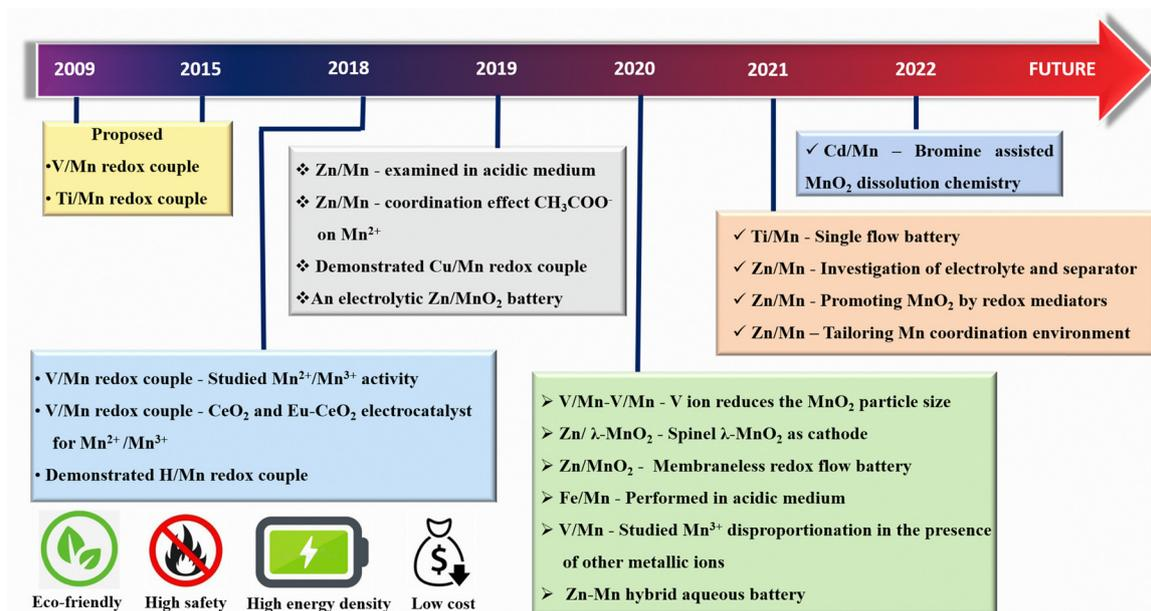 2009 2015 2018 2019 2020 2021 2022 FUTURE
Proposed
•V/Mn redox couple
• Ti/Mn redox couple
• V/Mn redox couple - Studied Mn²⁺/Mn³⁺ activity
• V/Mn redox couple - CeO₂ and Eu-CeO₂ electrocatalyst
for Mn²⁺ /Mn³⁺
• Demonstrated H/Mn redox couple
❖ Zn/Mn - examined in acidic medium
❖ Zn/Mn - coordination effect CH₃COO⁻
on Mn²⁺
❖ Demonstrated Cu/Mn redox couple
❖An electrolytic Zn/MnO₂ battery
➢ V/Mn-V/Mn - V ion reduces the MnO₂ particle size
➢ Zn/ λ-MnO₂ - Spinel λ-MnO₂ as cathode
➢ Zn/MnO₂ - Membraneless redox flow battery
➢ Fe/Mn - Performed in acidic medium
➢ V/Mn - Studied Mn³⁺ disproportionation in the presence
of other metallic ions
➢ Zn-Mn hybrid aqueous battery
✓ Ti/Mn - Single flow battery
✓ Zn/Mn - Investigation of electrolyte and separator
✓ Zn/Mn - Promoting MnO₂ by redox mediators
✓ Zn/Mn – Tailoring Mn coordination environment
✓ Cd/Mn – Bromine assisted
MnO₂ dissolution chemistry
$
Eco-friendly High safety High energy density Low cost